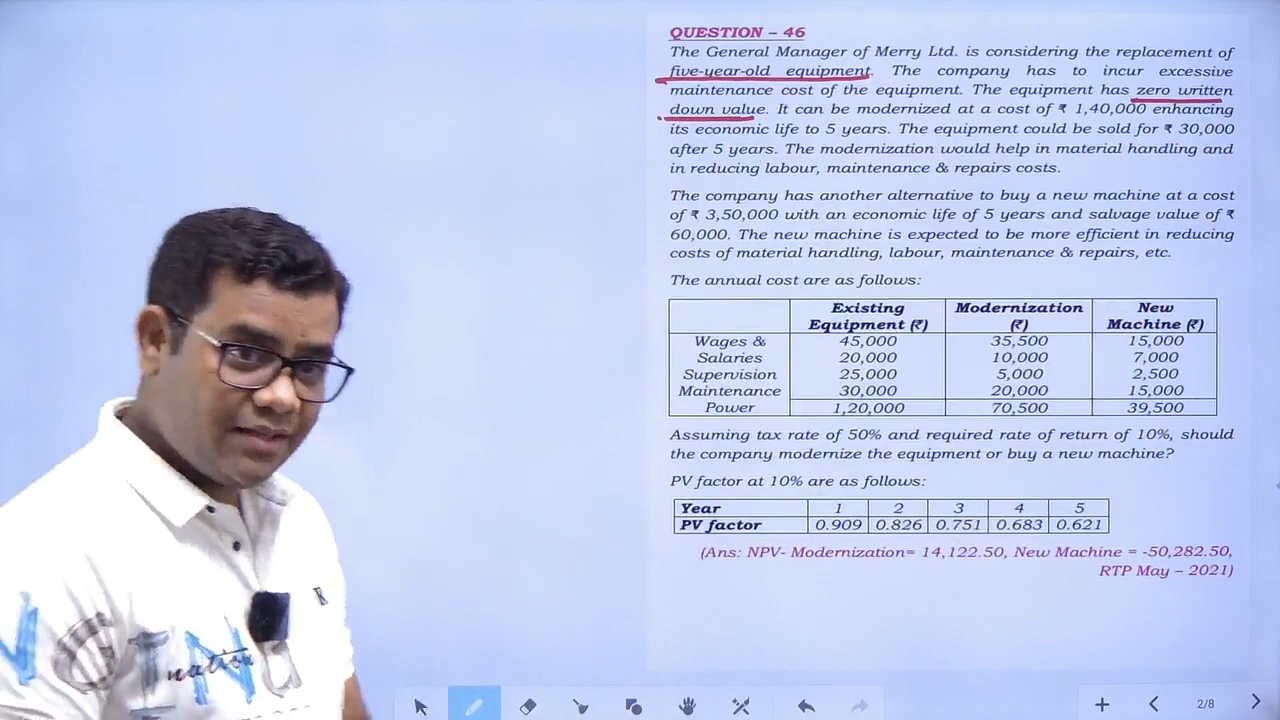 QUESTION – 46
The General Manager of Merry Ltd. is considering the replacement of
five-year-old equipment. The company has to incur excessive
maintenance cost of the equipment. The equipment has zero written
down value. It can be modernized at a cost of ₹ 1,40,000 enhancing
its economic life to 5 years. The equipment could be sold for ₹ 30,000
after 5 years. The modernization would help in material handling and
in reducing labour, maintenance & repairs costs.
The company has another alternative to buy a new machine at a cost
of ₹ 3,50,000 with an economic life of 5 years and salvage value of ₹
60,000. The new machine is expected to be more efficient in reducing
costs of material handling, labour, maintenance & repairs, etc.
The annual cost are as follows:
Existing Equipment (₹) Modernization (₹) New Machine (₹)
Wages & 45,000 35,500 15,000
Salaries 20,000 10,000 7,000
Supervision 25,000 5,000 2,500
Maintenance 30,000 20,000 15,000
Power 1,20,000 70,500 39,500
Assuming tax rate of 50% and required rate of return of 10%, should
the company modernize the equipment or buy a new machine?
PV factor at 10% are as follows:
Year 1 2 3 4 5
PV factor 0.909 0.826 0.751 0.683 0.621
(Ans: NPV- Modernization= 14,122.50, New Machine = -50,282.50,
RTP May – 2021)
nation
2/8